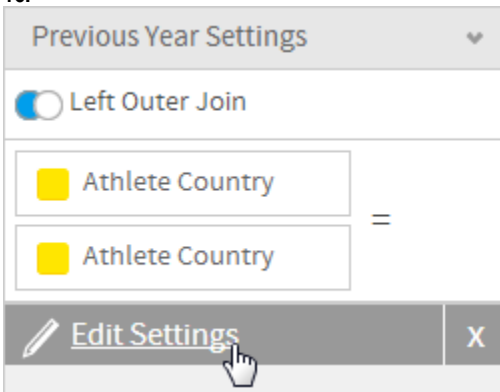 Previous Year Settings
Left Outer Join
Athlete Country
=
Athlete Country
Edit Settings X